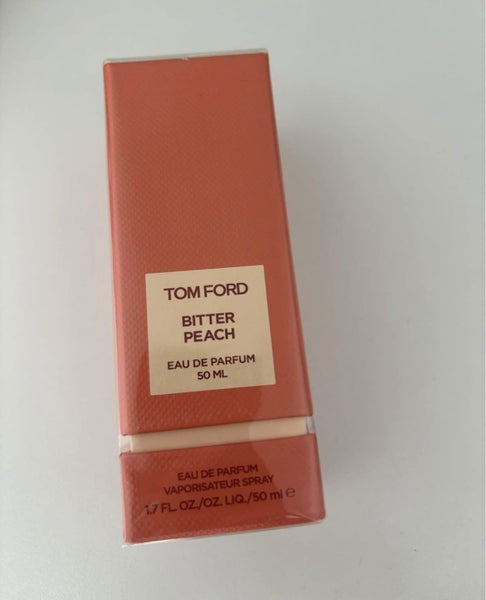 TOM FORD
BITTER
PEACH
EAU DE PARFUM
50 ML
EAU DE PARFUM
VAPORISATEUR SPRAY
1.7 FL. OZ./OZ. LIQ./50 ml ℮